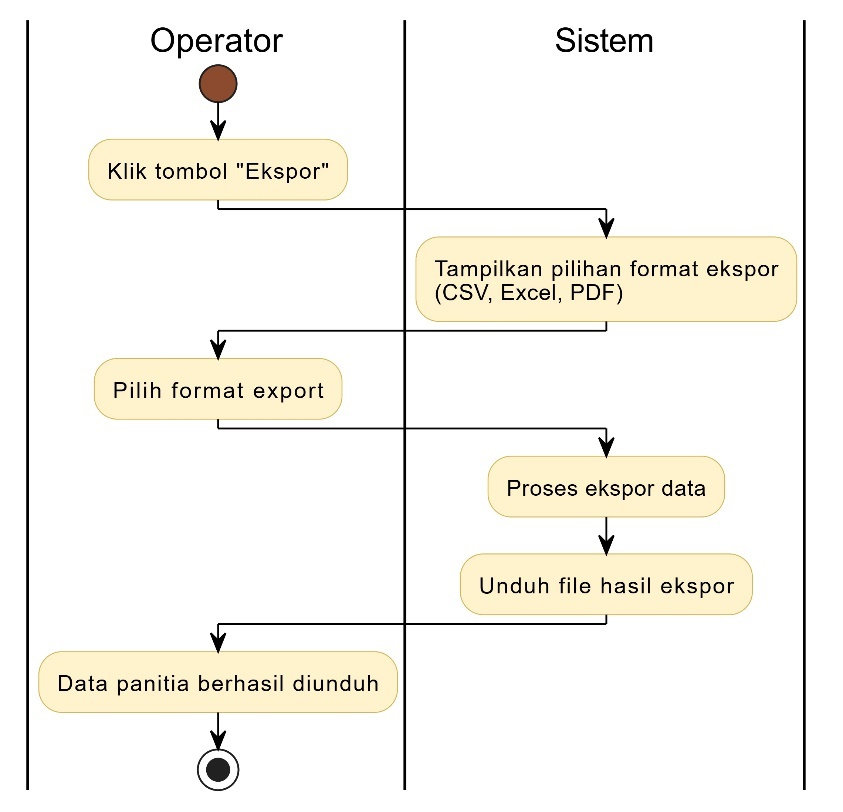 Operator
Sistem
Klik tombol "Ekspor"
Tampilkan pilihan format ekspor
(CSV, Excel, PDF)
Pilih format export
Proses ekspor data
Unduh file hasil ekspor
Data panitia berhasil diunduh